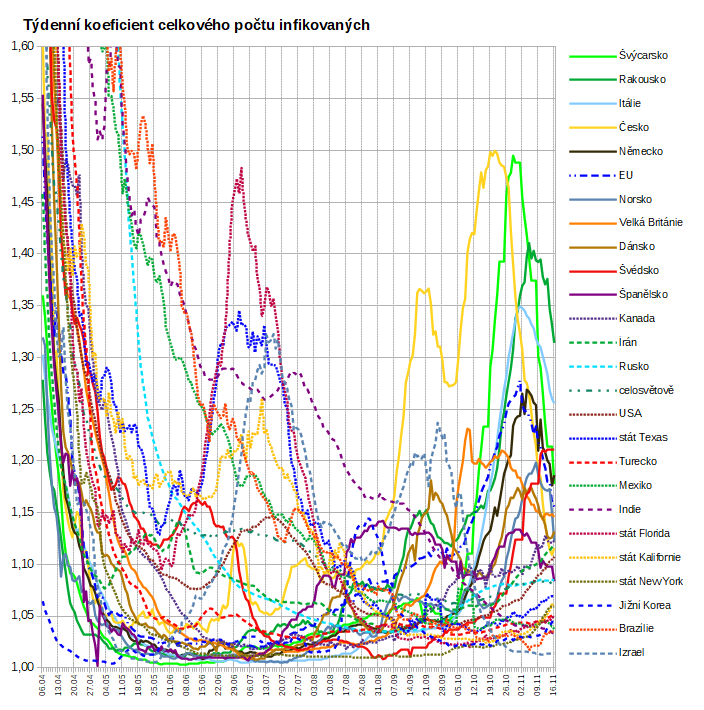 Týdenní koeficient celkového počtu infikovaných
1,60
1,55
1,50
1,45
1,40
1,35
1,30
1,25
1,20
1,15
1,10
1,05
1,00
06.04
13.04
20.04
27.04
04.05
11.05
18.05
25.05
01.06
08.06
15.06
22.06
29.06
06.07
13.07
20.07
27.07
03.08
10.08
17.08
24.08
31.08
07.09
14.09
21.09
28.09
05.10
12.10
19.10
26.10
02.11
09.11
16.11
Švýcarsko
Rakousko
Itálie
Česko
Německo
EU
Norsko
Velká Británie
Dánsko
Švédsko
Španělsko
Kanada
Írán
Rusko
celosvětově
USA
stát Texas
Turecko
Mexiko
Indie
stát Florida
stát Kalifornie
stát NewYork
Jižní Korea
Brazílie
Izrael